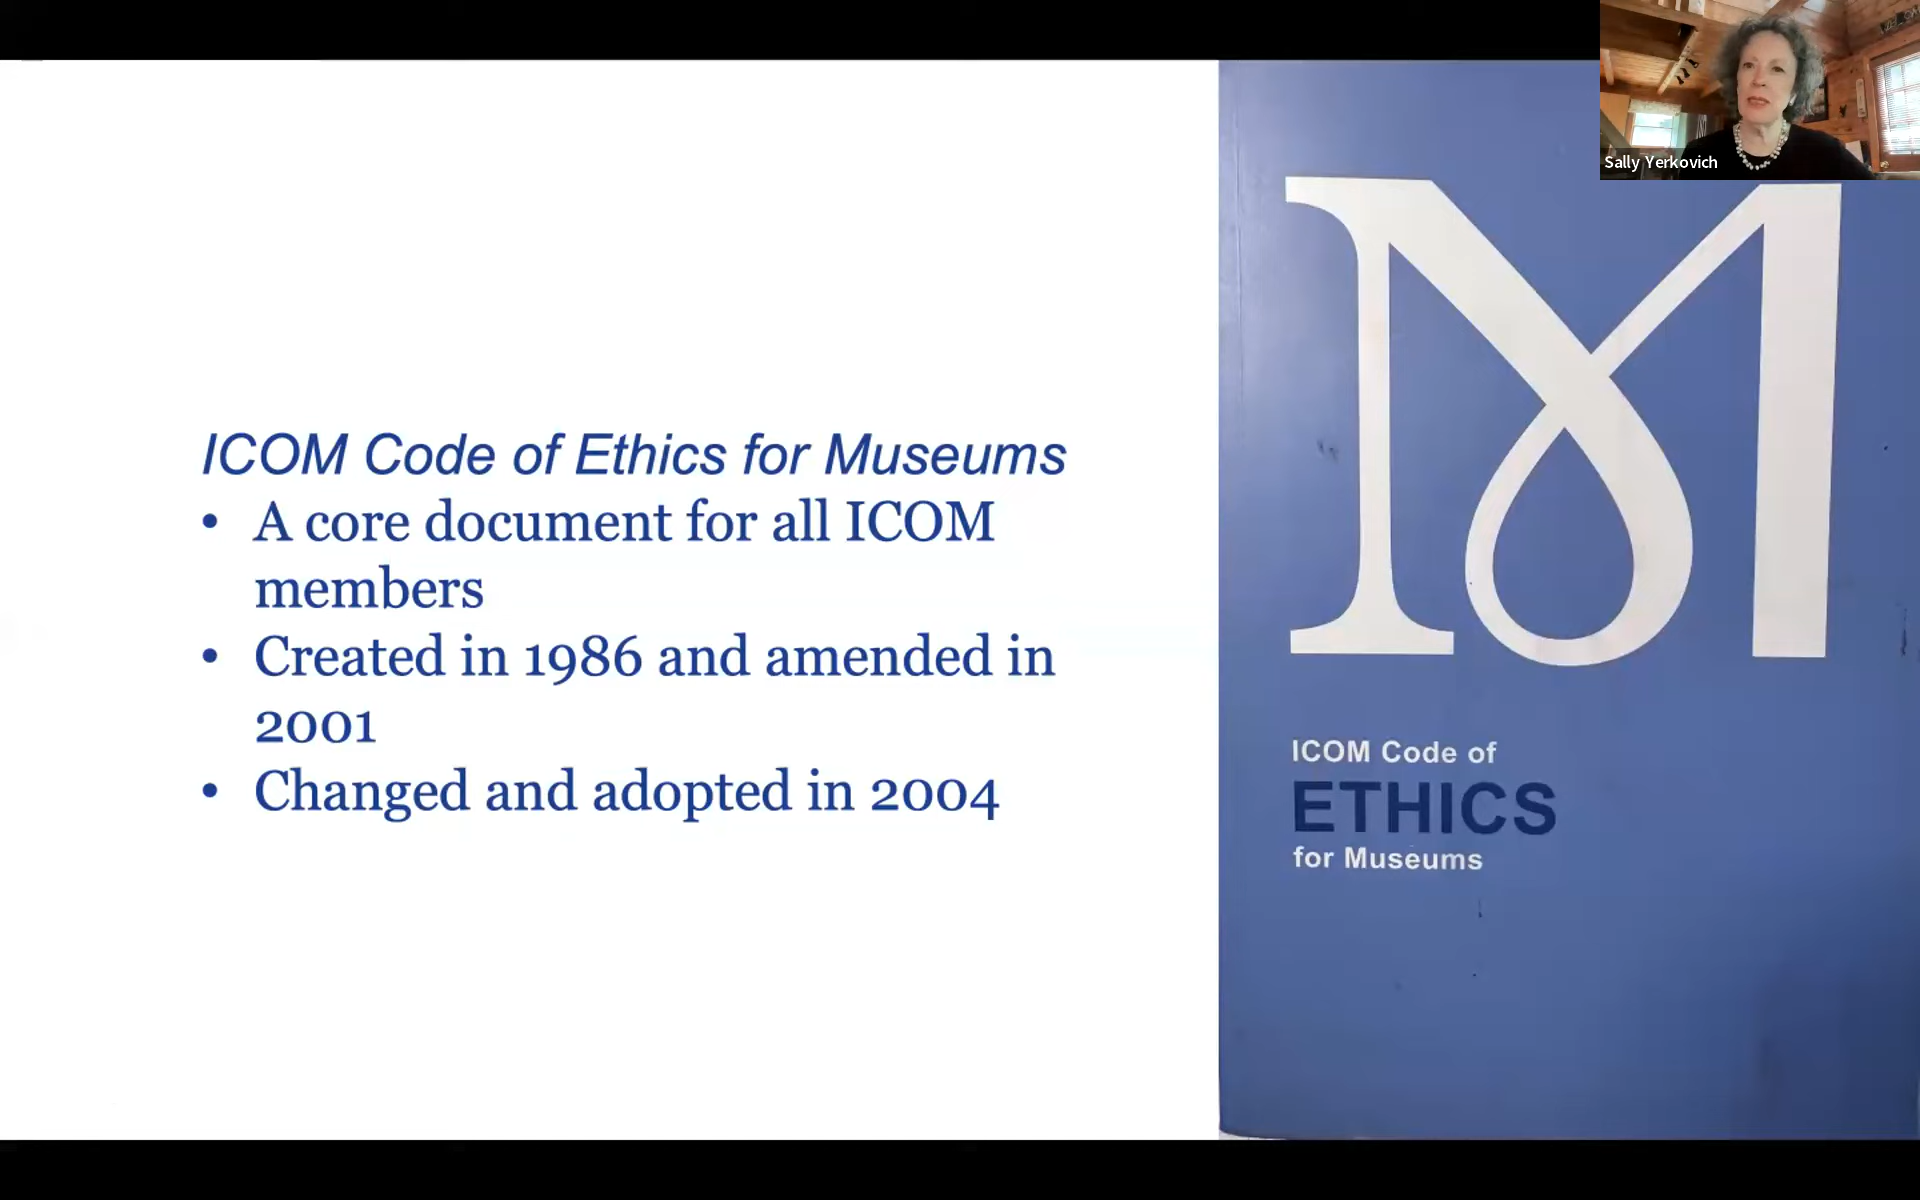 Sally Yerkovich
ICOM Code of Ethics for Museums
• A core document for all ICOM
members
• Created in 1986 and amended in
2001
• Changed and adopted in 2004
M
ICOM Code of
ETHICS
for Museums